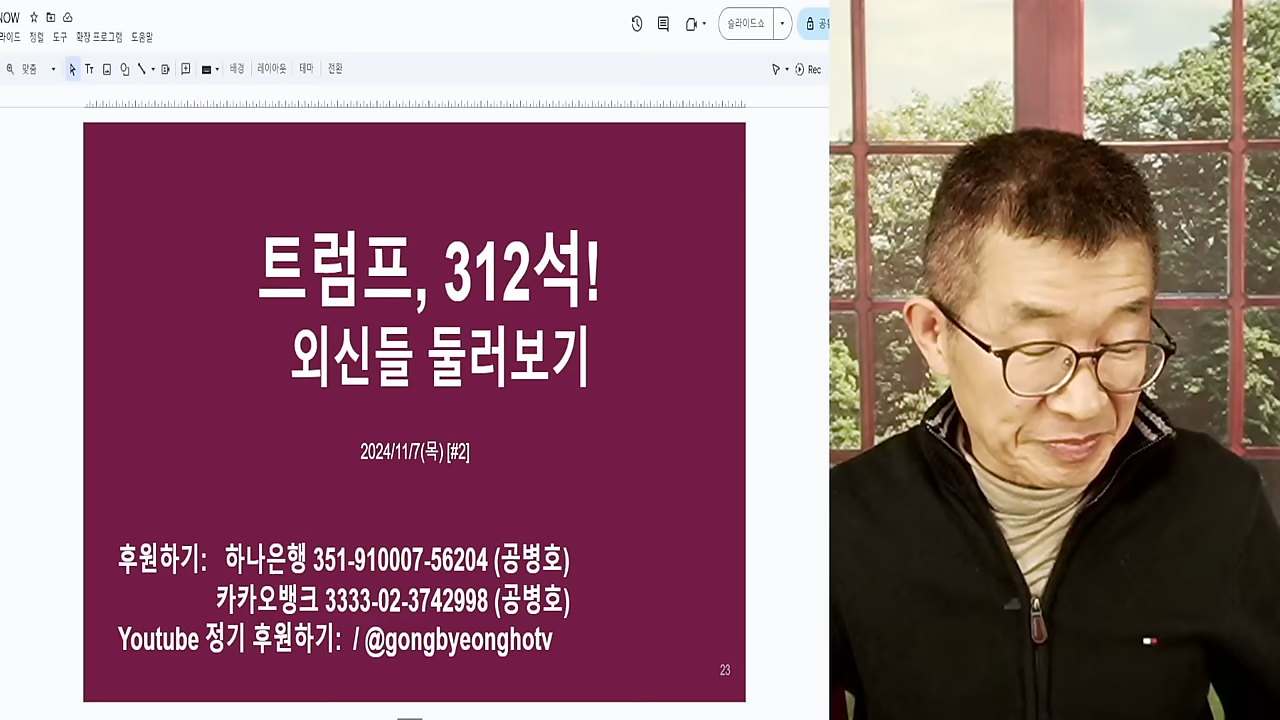 NOW
라이드 정렬 도구 확장 프로그램 도움말
슬라이드쇼
맞춤 Tт 배경 레이아웃 테마 전환 Rec
트럼프, 312석!
외신들 둘러보기
2024/11/7(목) [#2]
후원하기: 하나은행 351-910007-56204 (공병호)
카카오뱅크 3333-02-3742998 (공병호)
Youtube 정기 후원하기: / @gongbyeonghotv
23